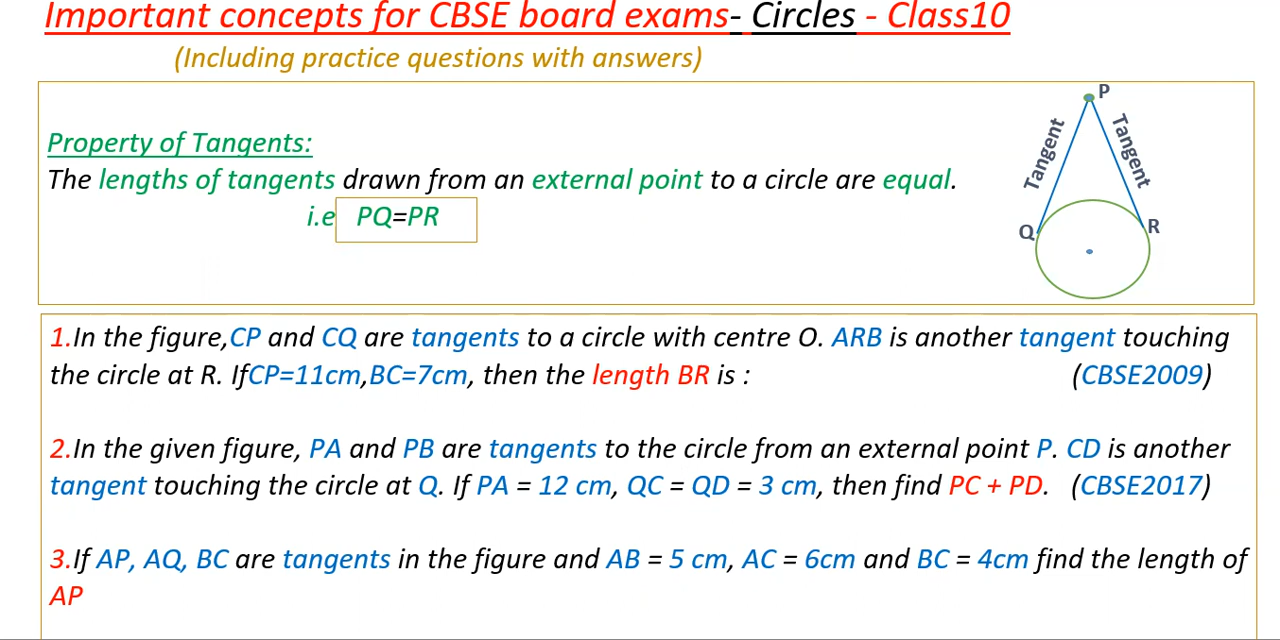 Important concepts for CBSE board exams- Circles - Class10
(Including practice questions with answers)
P
Tangent
Tangent
Property of Tangents:
The lengths of tangents drawn from an external point to a circle are equal.
i.e PQ=PR
Q
R
1.In the figure,CP and CQ are tangents to a circle with centre O. ARB is another tangent touching
the circle at R. IfCP=11cm,BC=7cm, then the length BR is : (CBSE2009)
2.In the given figure, PA and PB are tangents to the circle from an external point P. CD is another
tangent touching the circle at Q. If PA = 12 cm, QC = QD = 3 cm, then find PC + PD. (CBSE2017)
3.If AP, AQ, BC are tangents in the figure and AB = 5 cm, AC = 6cm and BC = 4cm find the length of
AP